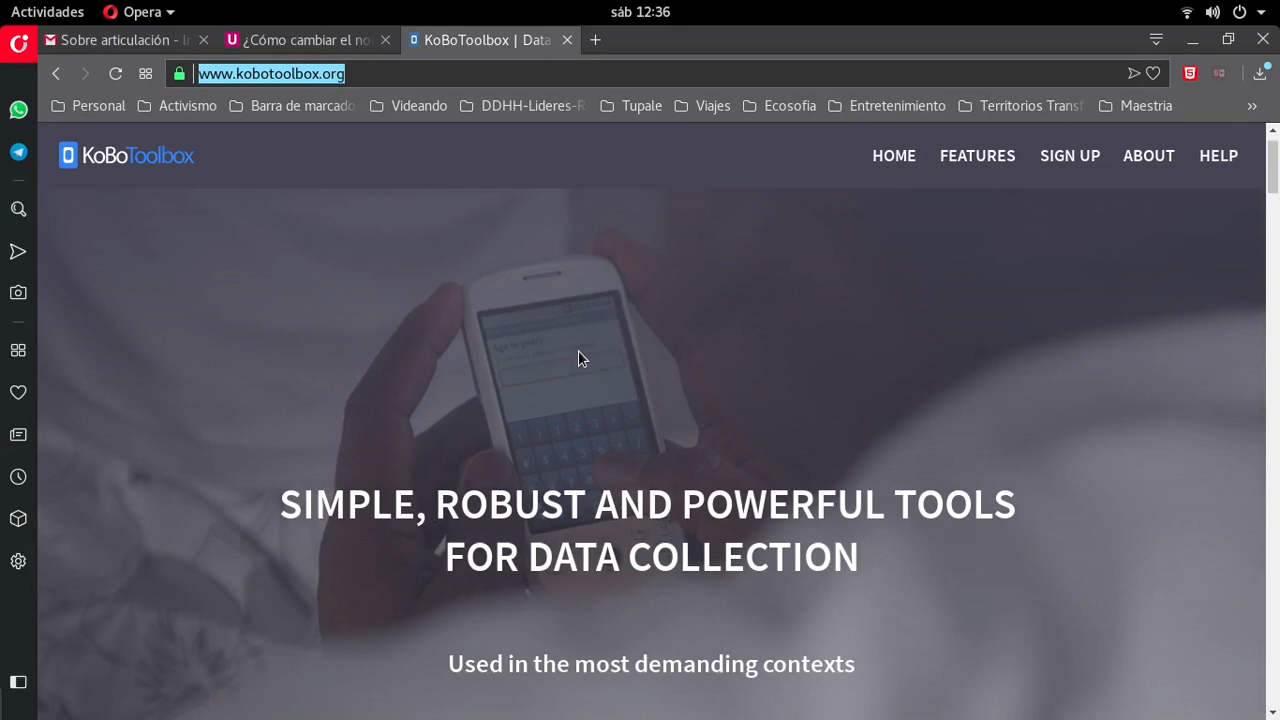 Actividades Opera sáb 12:36
Sobre articulación - I ¿Cómo cambiar el no KoBoToolbox | Data
www.kobotoolbox.org
Personal Activismo Barra de marcado Videando DDHH-Lideres-R Tupale Viajes Ecosofia Entretenimiento Territorios Transf Maestria »
KoBoToolbox HOME FEATURES SIGN UP ABOUT HELP
SIMPLE, ROBUST AND POWERFUL TOOLS
FOR DATA COLLECTION
Used in the most demanding contexts